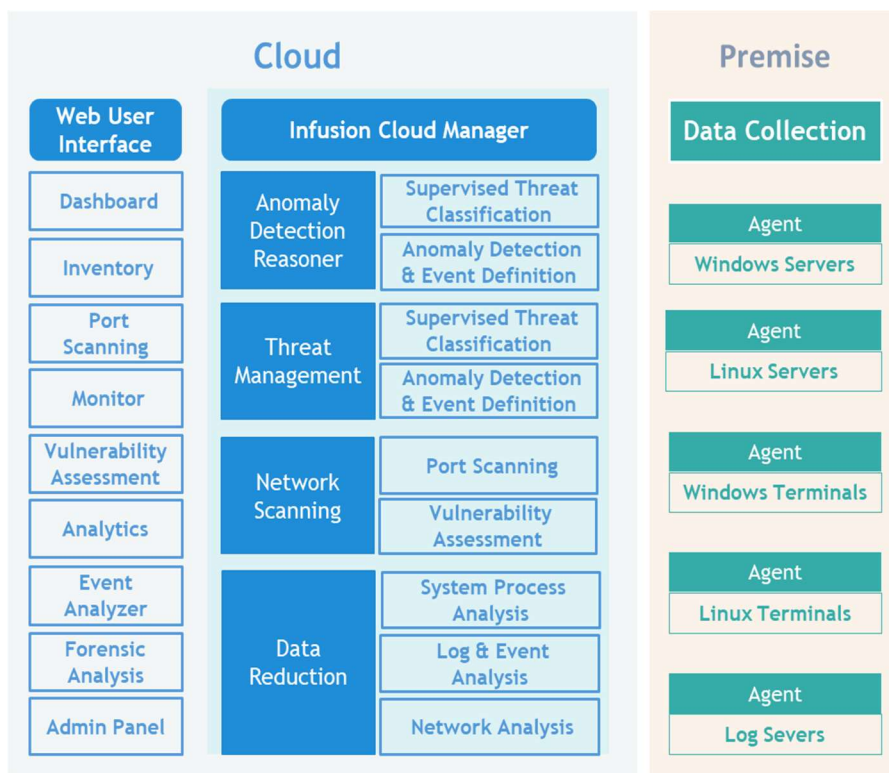 Cloud
Web User
Interface
Dashboard
Inventory
Port
Scanning
Monitor
Vulnerability
Assessment
Analytics
Event
Analyzer
Forensic
Analysis
Admin Panel
Infusion Cloud Manager
Anomaly
Detection
Reasoner
Supervised Threat
Classification
Anomaly Detection
& Event Definition
Threat
Management
Supervised Threat
Classification
Anomaly Detection
& Event Definition
Network
Scanning
Port Scanning
Vulnerability
Assessment
Data
Reduction
System Process
Analysis
Log & Event
Analysis
Network Analysis
Premise
Data Collection
Agent
Windows Servers
Agent
Linux Servers
Agent
Windows Terminals
Agent
Linux Terminals
Agent
Log Severs